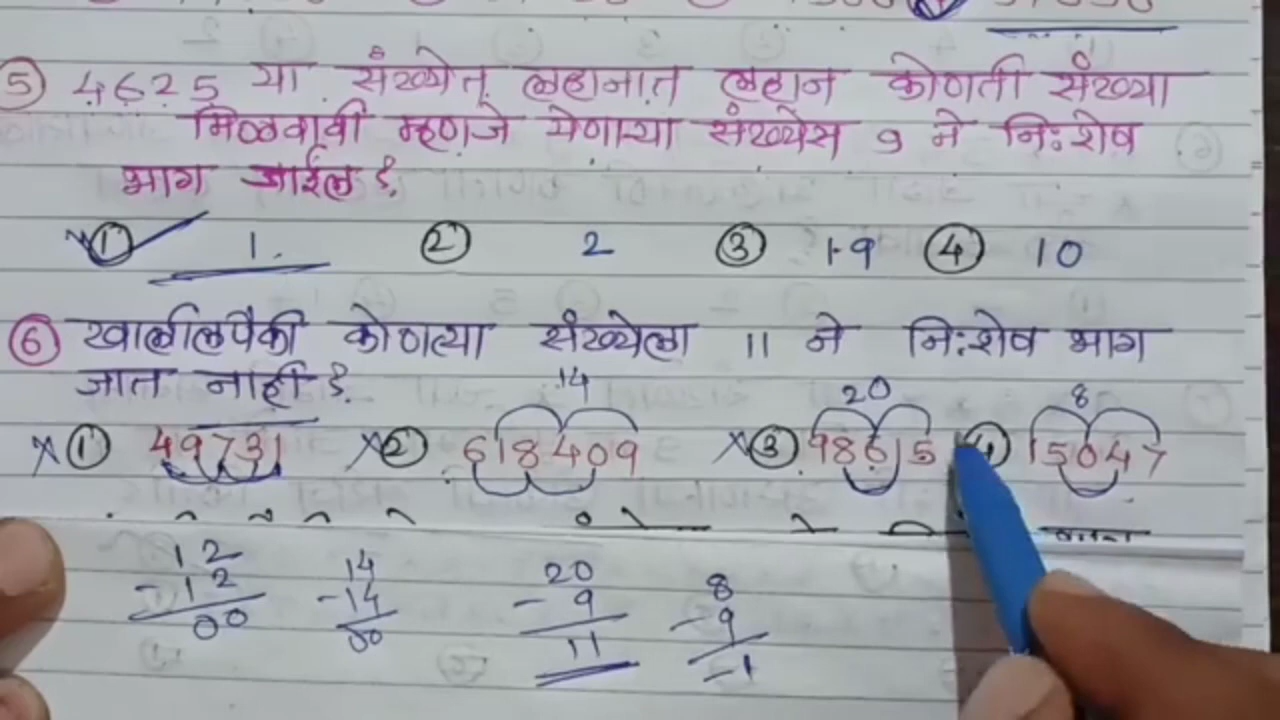 5 4625 या संख्येत लहानात लहान कोणती संख्या
मिळवावी म्हणजे येणाऱ्या संख्येस 9 ने निःशेष
भाग जाईल ?
1 1 2 2 3 19 4 10
6 खालीलपैकी कोणत्या संख्येला 11 ने निःशेष भाग
जात नाही ?
14 20 8
1 49731 2 618409 3 98615 4 15047
12 14 20 8
-12 -14 -9 -9
00 00 11 -1